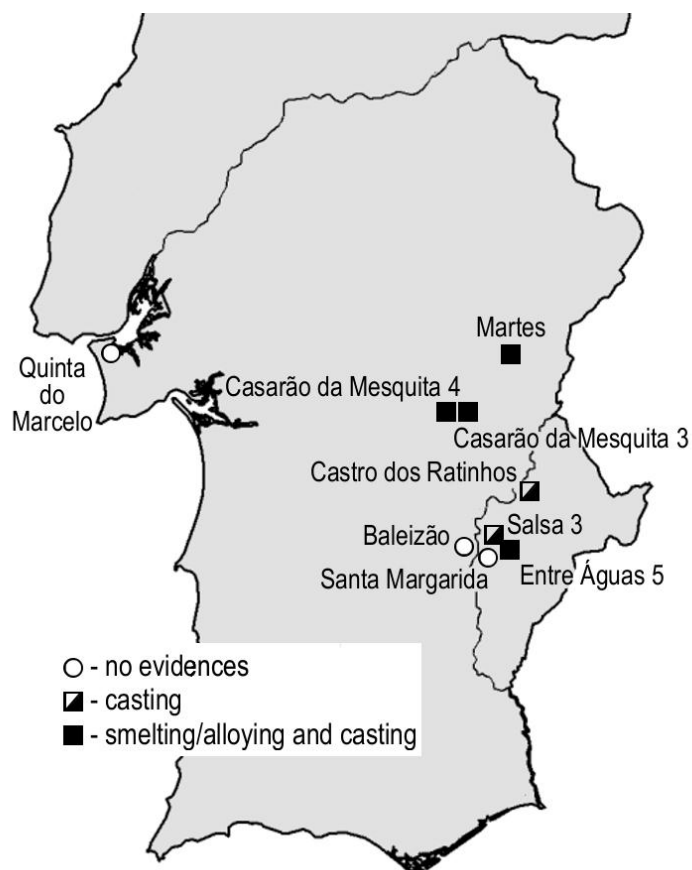 Martes
Quinta
do
Marcelo
Casarão da Mesquita 4
Casarão da Mesquita 3
Castro dos Ratinhos
Salsa 3
Baleizão
Santa Margarida
Entre Águas 5
- no evidences
- casting
- smelting/alloying and casting